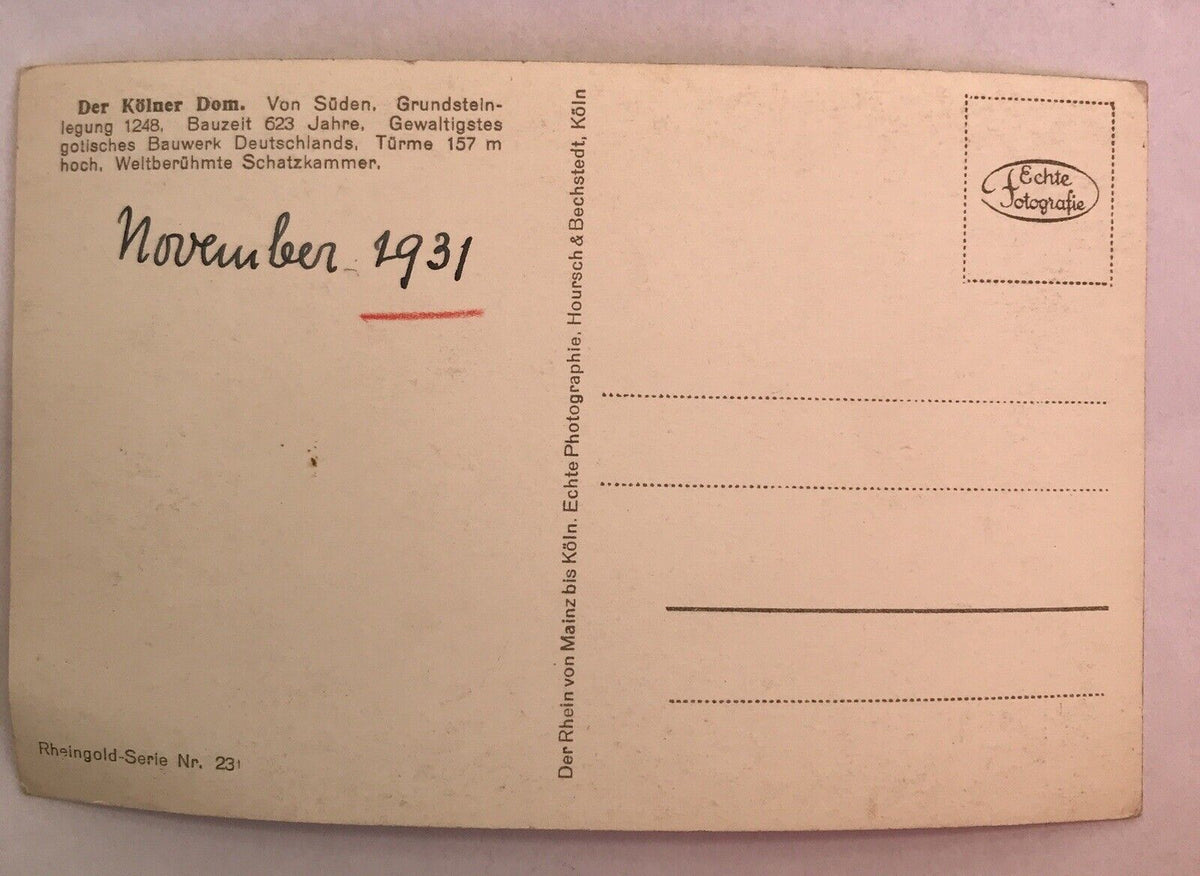 Der Kölner Dom. Von Süden. Grundstein-
legung 1248. Bauzeit 623 Jahre. Gewaltigstes
gotisches Bauwerk Deutschlands. Türme 157 m
hoch. Weltberühmte Schatzkammer.
November 1931
Rheingold-Serie Nr. 231
Der Rhein von Mainz bis Köln. Echte Photographie. Hoursch & Bechstedt, Köln
Echte
Fotografie